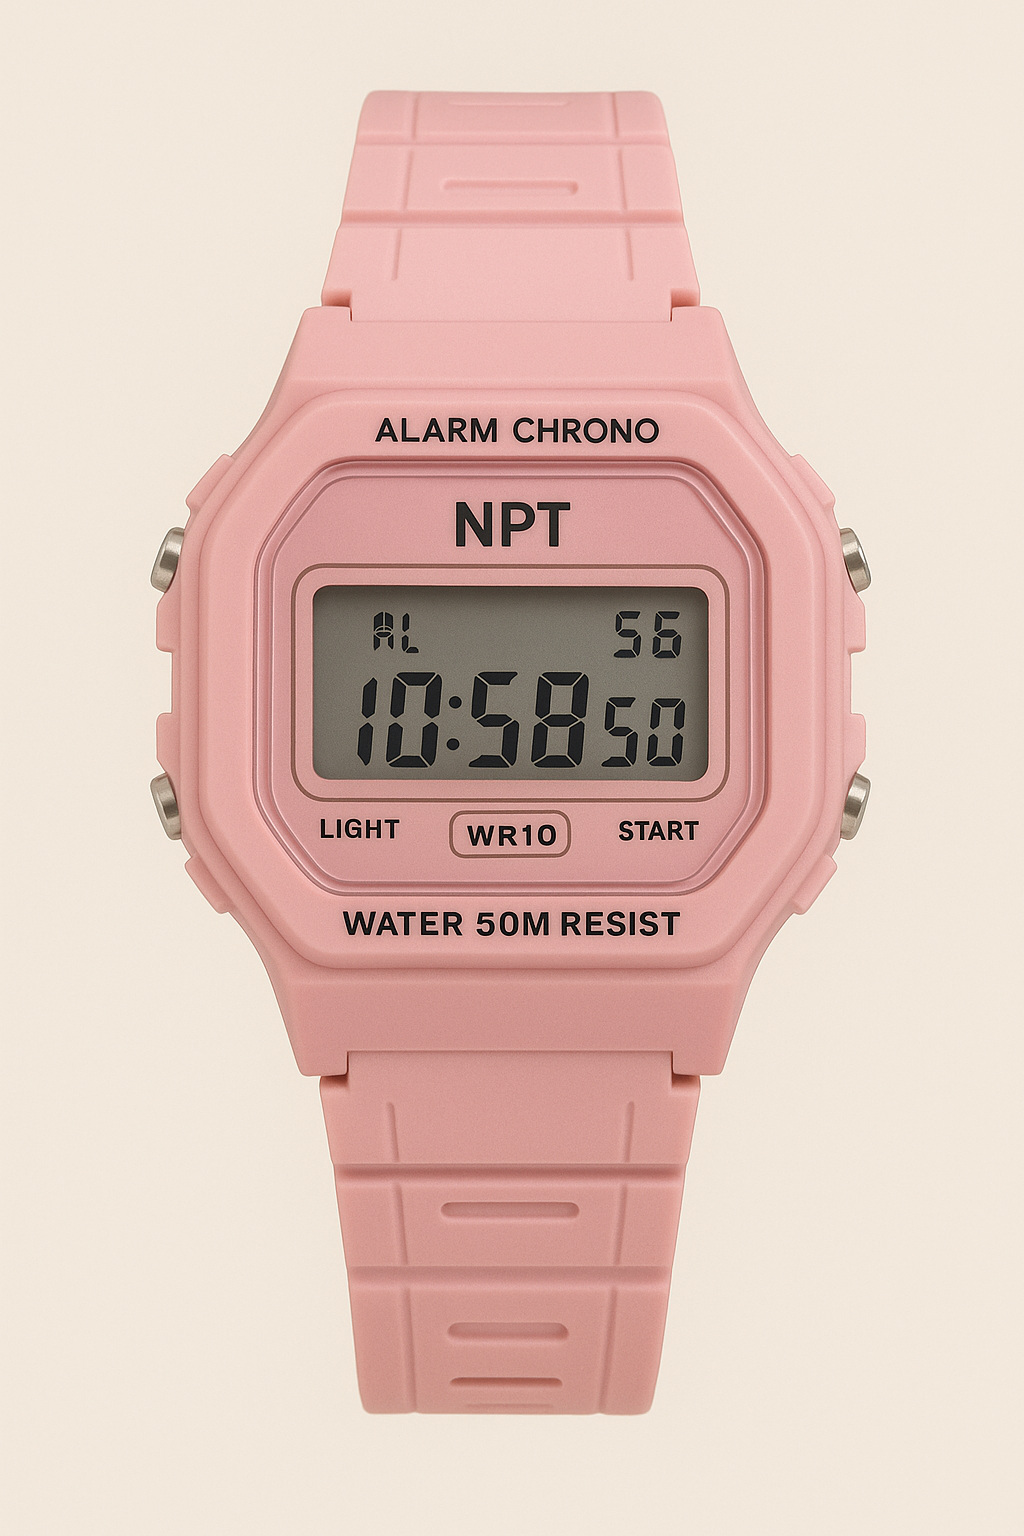 ALARM CHRONO
NPT
AL 56
10:58 50
LIGHT WR10 START
WATER 50M RESIST